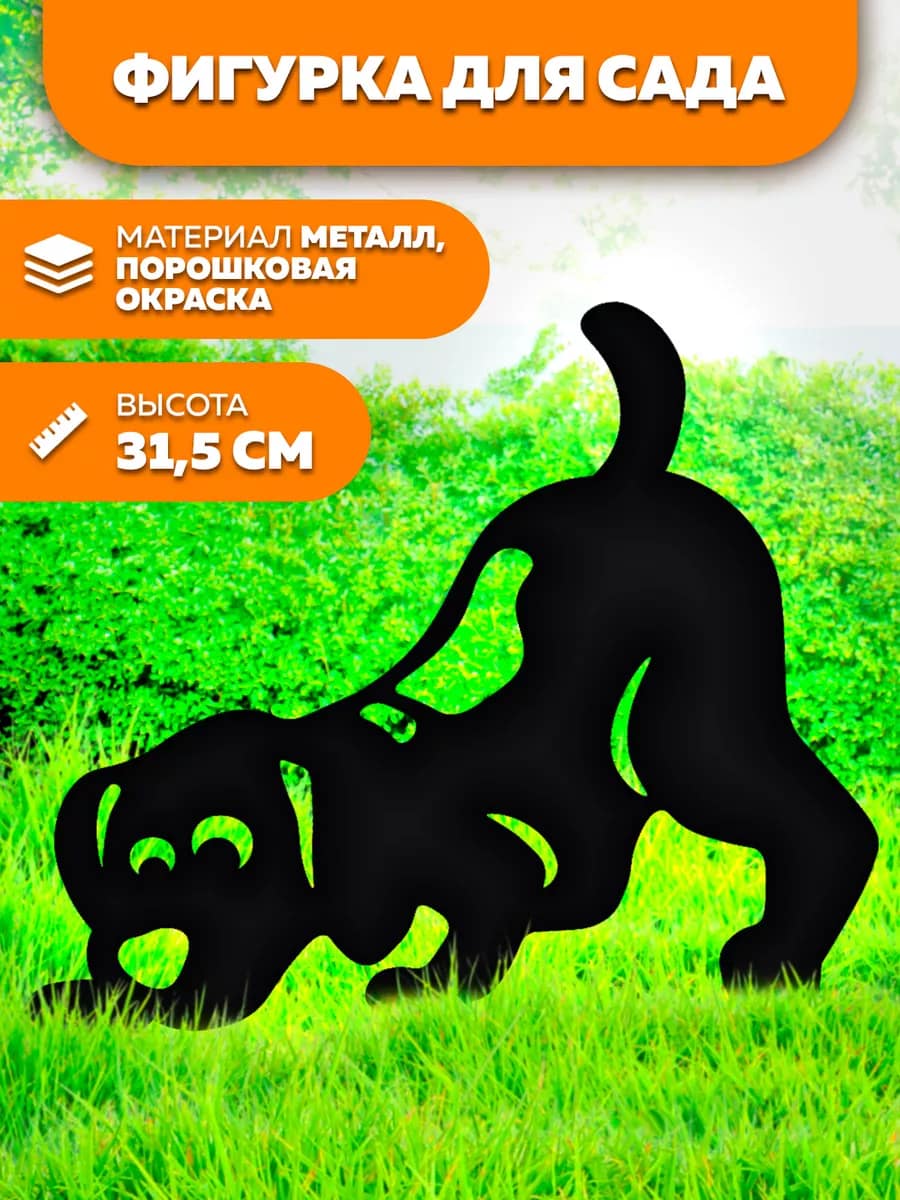 ФИГУРКА ДЛЯ САДА
МАТЕРИАЛ МЕТАЛЛ,
ПОРОШКОВАЯ
ОКРАСКА
ВЫСОТА
31,5 СМ